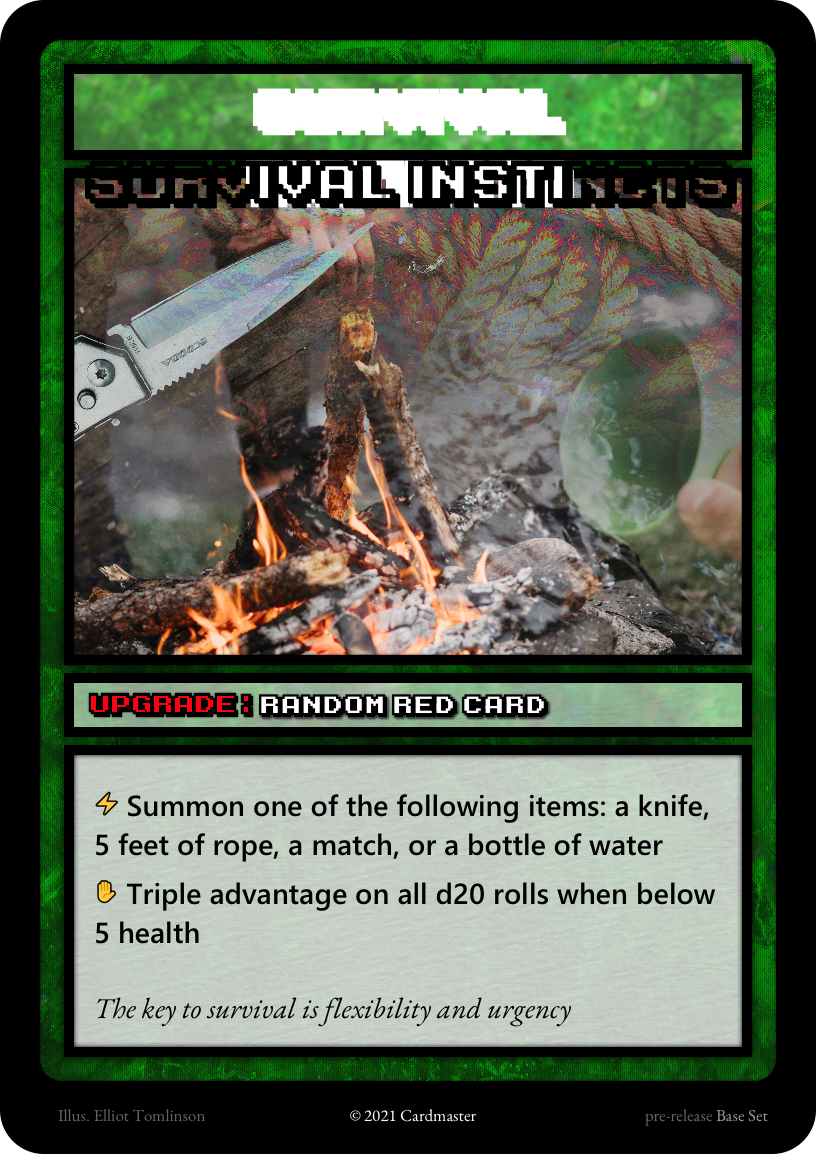 SURVIVAL INSTINCTS
UPGRADE: RANDOM RED CARD
Summon one of the following items: a knife,
5 feet of rope, a match, or a bottle of water
Triple advantage on all d20 rolls when below
5 health
The key to survival is flexibility and urgency
Illus. Elliot Tomlinson
© 2021 Cardmaster
pre-release Base Set